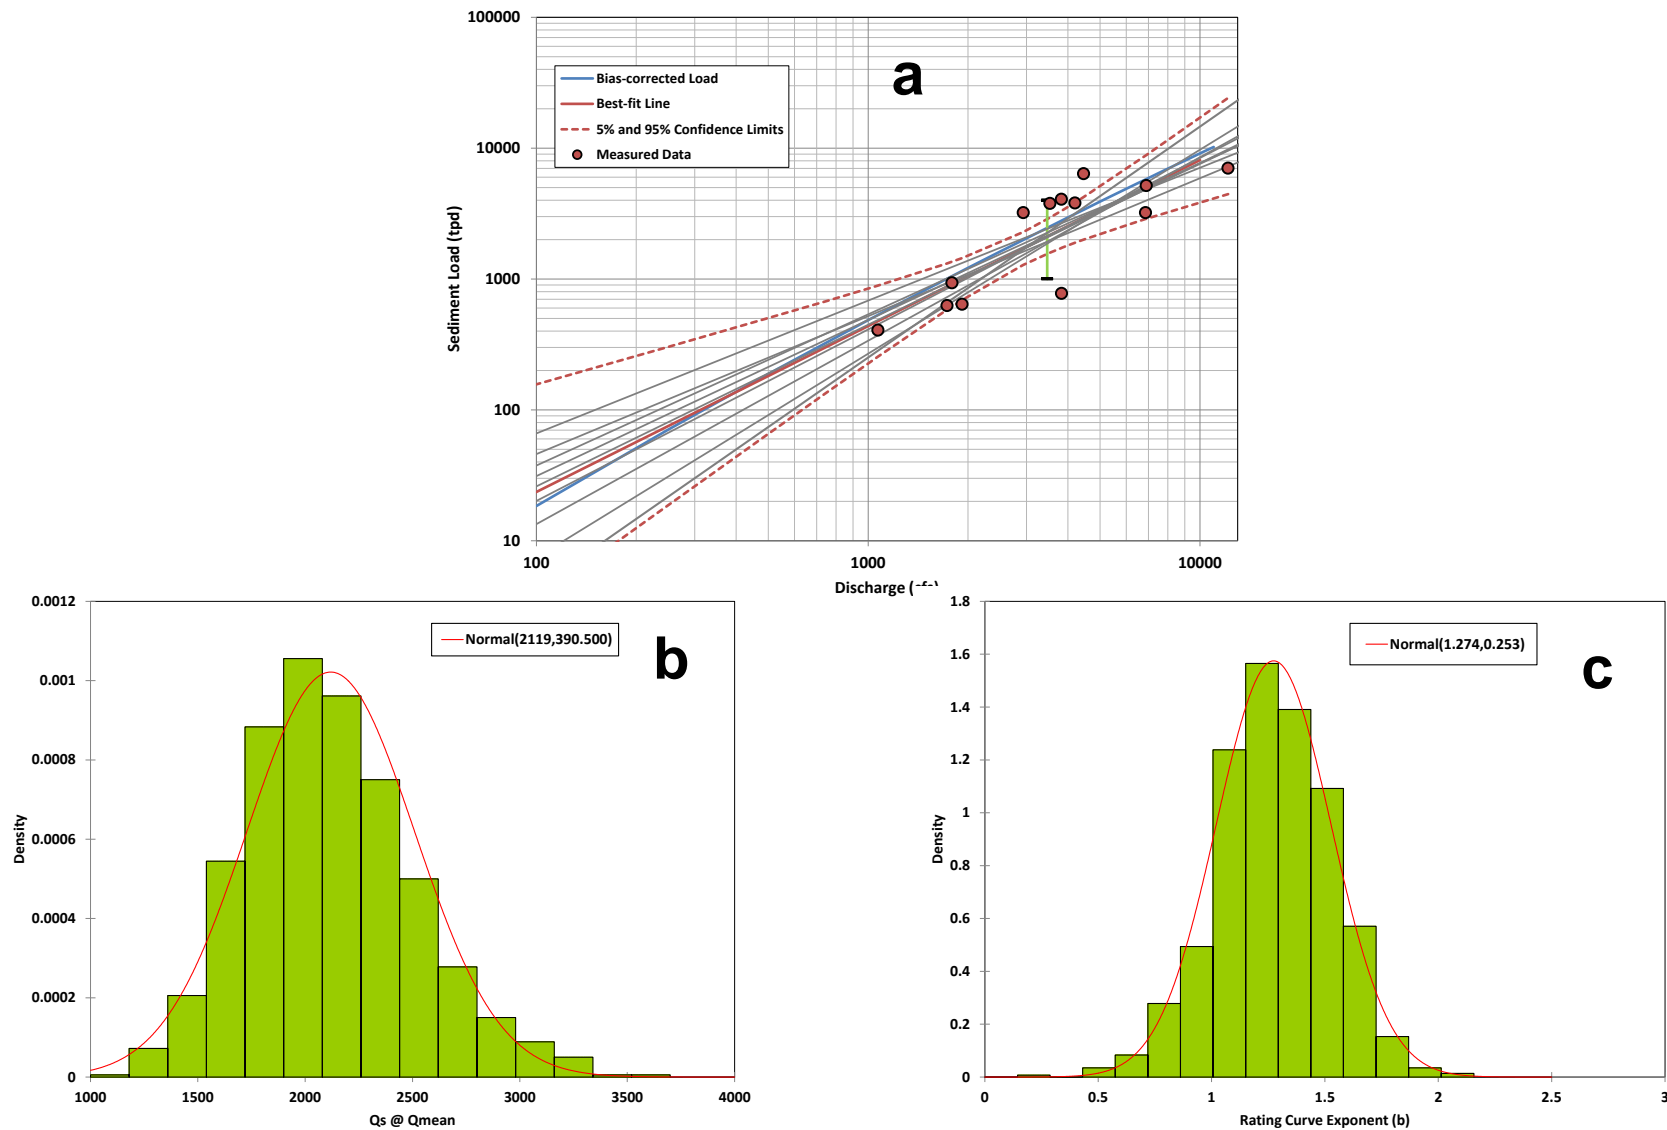 100000
10000
1000
100
10
Sediment Load (tpd)
a
Bias-corrected Load
Best-fit Line
5% and 95% Confidence Limits
Measured Data
100
1000
10000
Discharge
0.0012
0.001
0.0008
0.0006
0.0004
0.0002
0
Density
Normal(2119,390.500)
b
1000
1500
2000
2500
3000
3500
4000
Qs @ Qmean
1.8
1.6
1.4
1.2
1
0.8
0.6
0.4
0.2
0
Density
Normal(1.274,0.253)
c
0
0.5
1
1.5
2
2.5
3
Rating Curve Exponent (b)